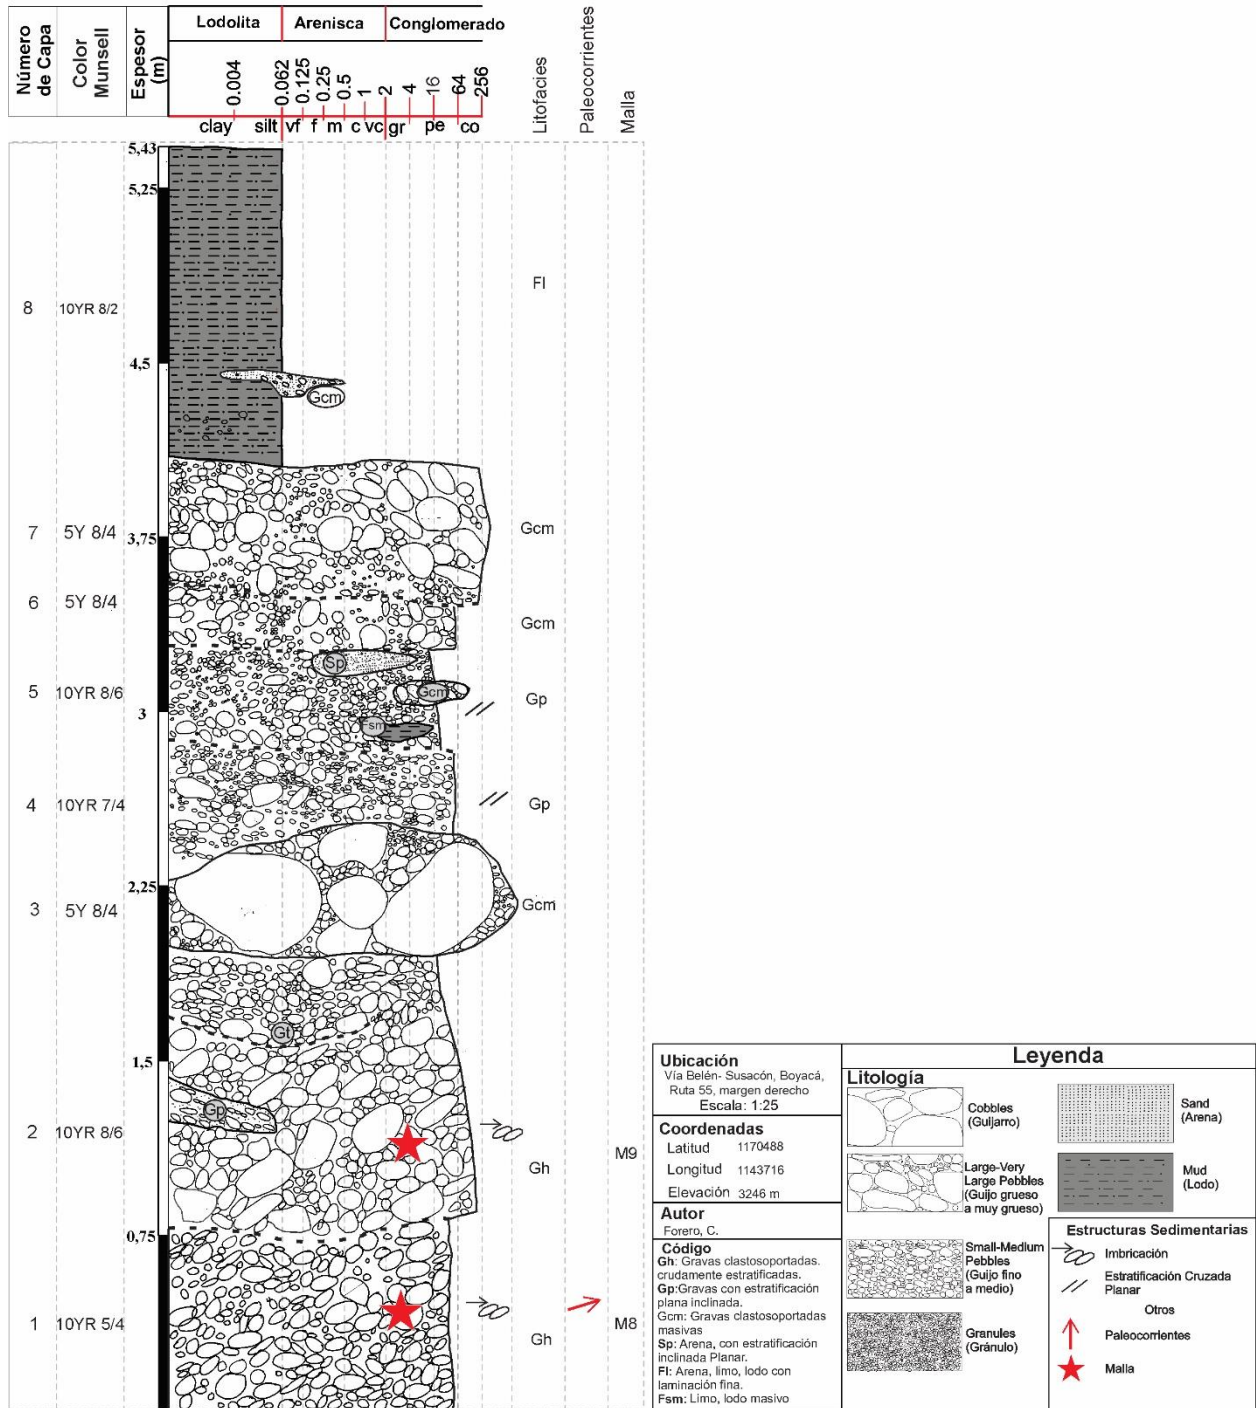 Número
de Capa
Color
Munsell
Espesor
(m)
Lodolita
Arenisca
Conglomerado
0.004
0.062
0.125
0.25
0.5
1
2
4
16
64
256
clay
silt
vf
f
m
c
vc
gr
pe
co
Litofacies
Paleocorrientes
Malla
5,43
5,25
8
10YR 8/2
Fl
4,5
Gcm
7
5Y 8/4
3,75
Gcm
6
5Y 8/4
Gcm
Sp
5
10YR 8/6
Gcm
Gp
3
Fsm
4
10YR 7/4
Gp
2,25
3
5Y 8/4
Gcm
Gt
1,5
Gp
2
10YR 8/6
Gh
M9
0,75
1
10YR 5/4
Gh
M8
Ubicación
Vía Belén- Susacón, Boyacá,
Ruta 55, margen derecho
Escala: 1:25
Coordenadas
Latitud 1170488
Longitud 1143716
Elevación 3246 m
Autor
Forero, C.
Código
Gh: Gravas clastosoportadas.
crudamente estratificadas.
Gp:Gravas con estratificación
plana inclinada.
Gcm: Gravas clastosoportadas
masivas
Sp: Arena, con estratificación
inclinada Planar.
Fl: Arena, limo, lodo con
laminación fina.
Fsm: Limo, lodo masivo
Leyenda
Litología
Cobbles
(Guijarro)
Large-Very
Large Pebbles
(Guijo grueso
a muy grueso)
Small-Medium
Pebbles
(Guijo fino
a medio)
Granules
(Gránulo)
Sand
(Arena)
Mud
(Lodo)
Estructuras Sedimentarias
Imbricación
Estratificación Cruzada
Planar
Otros
Paleocorrientes
Malla